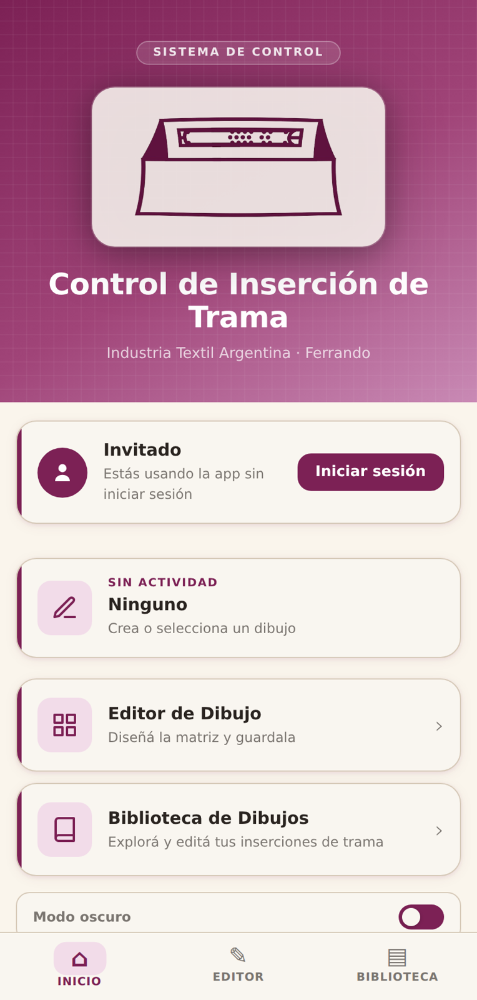 SISTEMA DE CONTROL
Control de Inserción de
Trama
Industria Textil Argentina · Ferrando
Invitado
Estás usando la app sin
iniciar sesión
Iniciar sesión
SIN ACTIVIDAD
Ninguno
Crea o selecciona un dibujo
Editor de Dibujo
Diseñá la matriz y guardala
Biblioteca de Dibujos
Explorá y editá tus inserciones de trama
Modo oscuro
INICIO
EDITOR
BIBLIOTECA